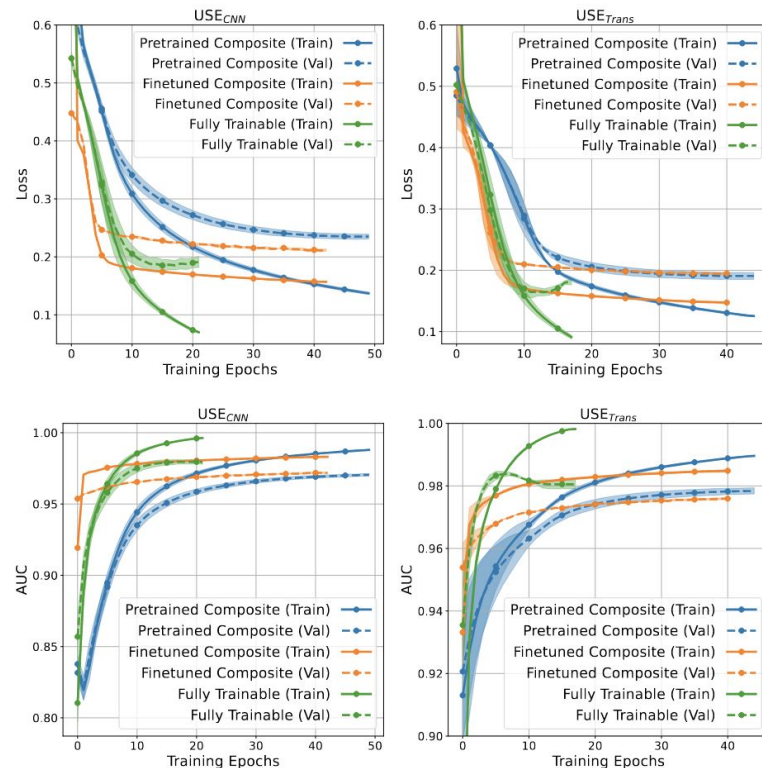 USE_CNN
Loss
0.6
0.5
0.4
0.3
0.2
0.1
Pretrained Composite (Train)
Pretrained Composite (Val)
Finetuned Composite (Train)
Finetuned Composite (Val)
Fully Trainable (Train)
Fully Trainable (Val)
0 10 20 30 40 50
Training Epochs
USE_Trans
Loss
0.6
0.5
0.4
0.3
0.2
0.1
Pretrained Composite (Train)
Pretrained Composite (Val)
Finetuned Composite (Train)
Finetuned Composite (Val)
Fully Trainable (Train)
Fully Trainable (Val)
0 10 20 30 40
Training Epochs
USE_CNN
AUC
1.00
0.95
0.90
0.85
0.80
Pretrained Composite (Train)
Pretrained Composite (Val)
Finetuned Composite (Train)
Finetuned Composite (Val)
Fully Trainable (Train)
Fully Trainable (Val)
0 10 20 30 40 50
Training Epochs
USE_Trans
AUC
1.00
0.98
0.96
0.94
0.92
0.90
Pretrained Composite (Train)
Pretrained Composite (Val)
Finetuned Composite (Train)
Finetuned Composite (Val)
Fully Trainable (Train)
Fully Trainable (Val)
0 10 20 30 40
Training Epochs